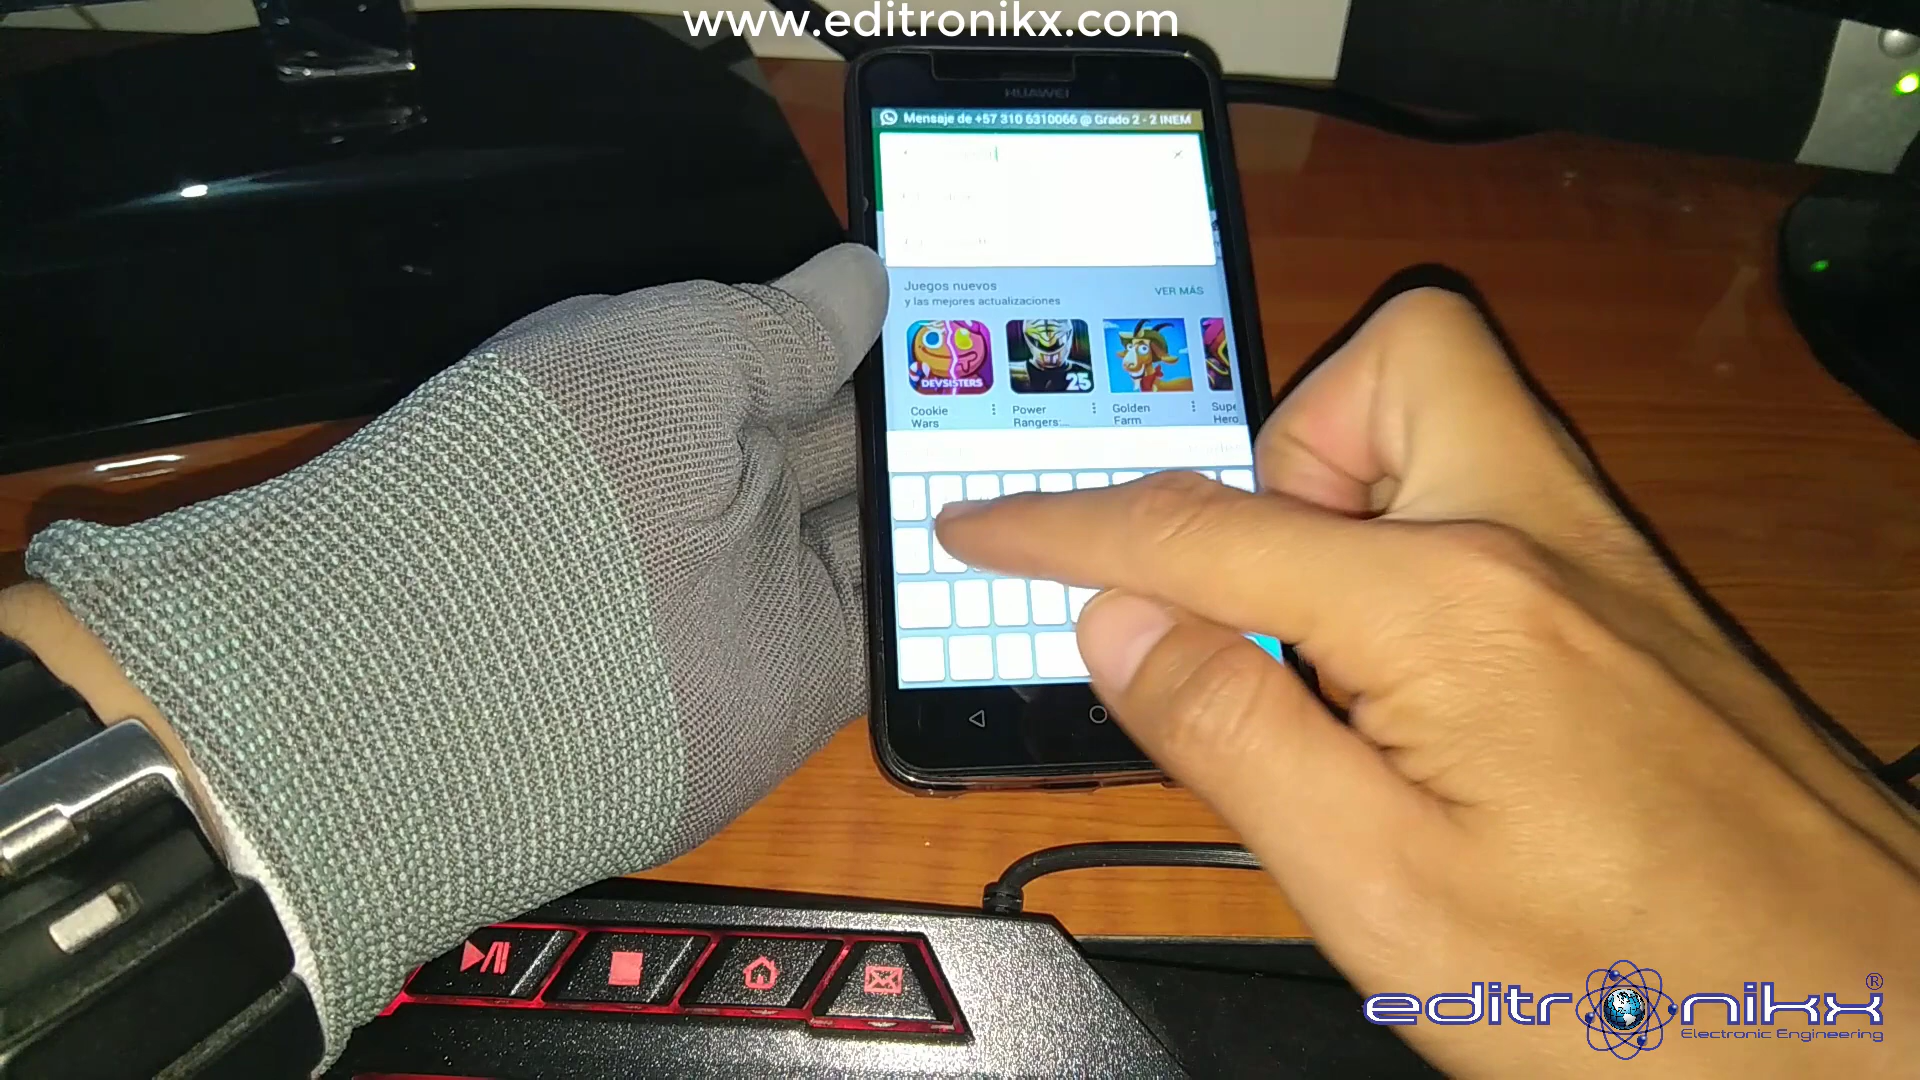 www.editronikx.com
HUAWEI
Mensaje de +57 310 6310066 @ Grado 2 - 2 INEM
Juegos nuevos
VER MÁS
y las mejores actualizaciones
DEVSISTERS
25
Cookie
Wars
Power
Rangers:...
Golden
Farm
Supe
Hero
editronikx®
Electronic Engineering